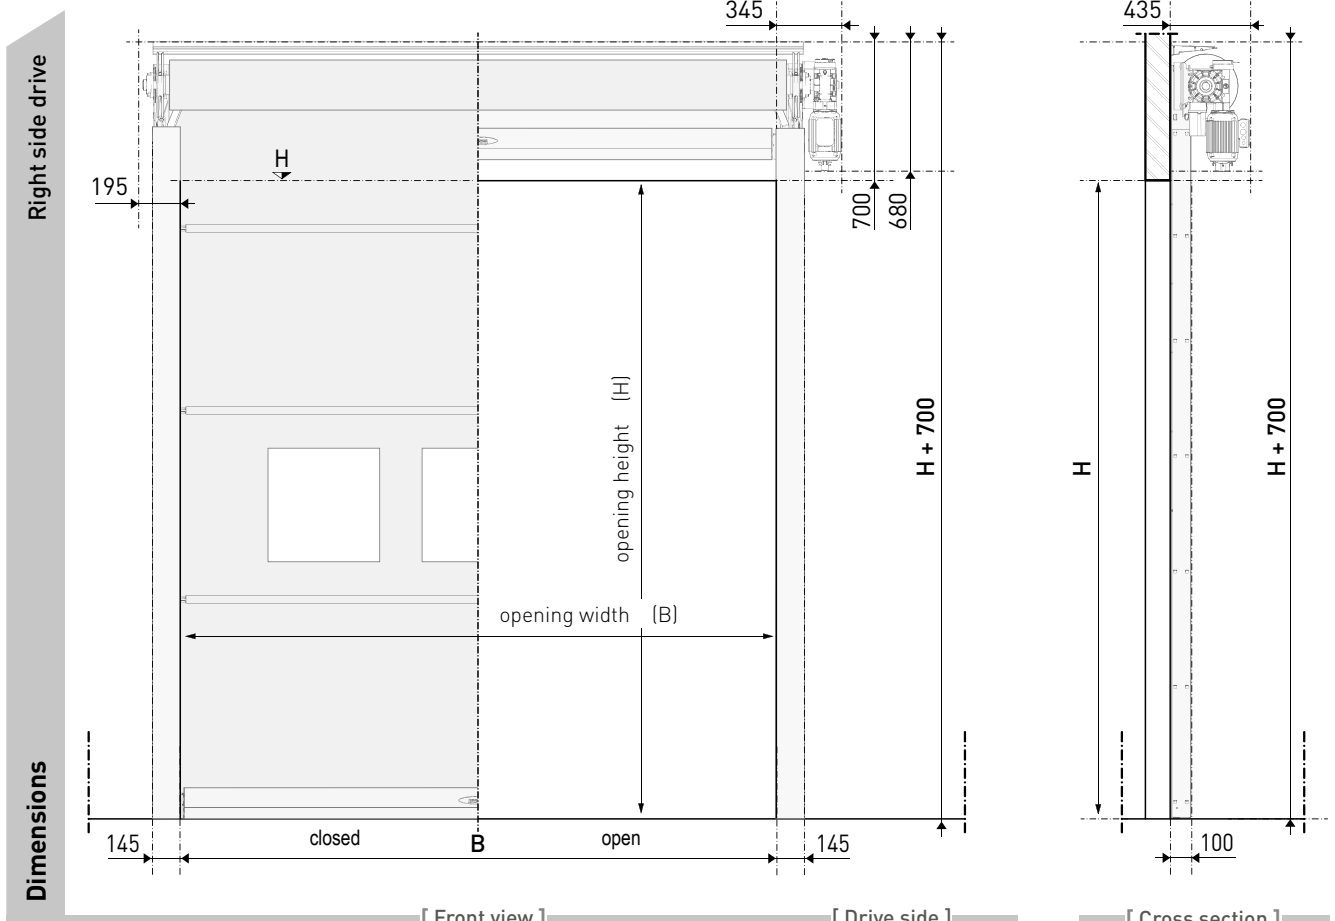 345
435
Right side drive
H
195
700
680
opening height (H)
H + 700
H
H + 700
opening width (B)
Dimensions
closed
open
145
B
145
100
[ Front view ]
[ Drive side ]
[ Cross section ]